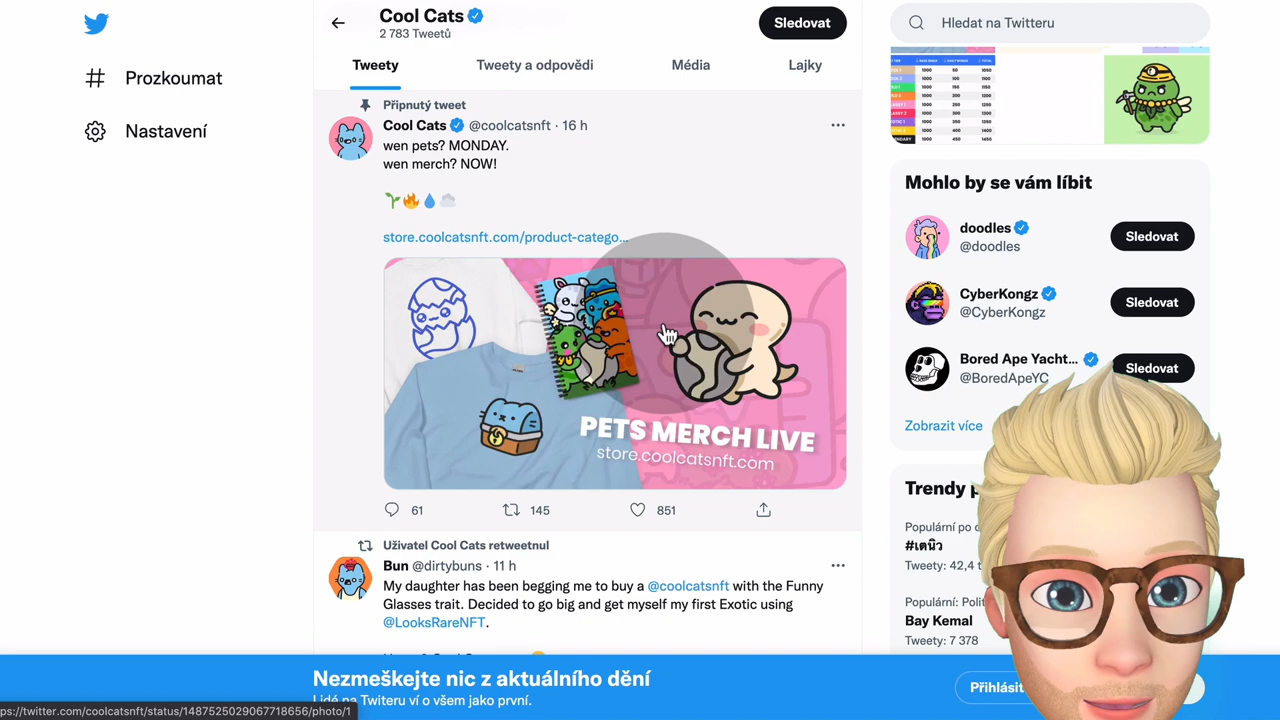 Cool Cats
2 783 Tweetů
Sledovat
Hledat na Twitteru
Prozkoumat
Nastavení
Tweety
Tweety a odpovědi
Média
Lajky
Připnutý tweet
Cool Cats @coolcatsnft · 16 h
wen pets? MONDAY.
wen merch? NOW!
🌱🔥💧☁️
store.coolcatsnft.com/product-catego…
PETS MERCH LIVE
store.coolcatsnft.com
61
145
851
Uživatel Cool Cats retweetnul
Bun @dirtybuns · 11 h
My daughter has been begging me to buy a @coolcatsnft with the Funny
Glasses trait. Decided to go big and get myself my first Exotic using
@LooksRareNFT.
Mohlo by se vám líbit
doodles
@doodles
Sledovat
CyberKongz
@CyberKongz
Sledovat
Bored Ape Yacht...
@BoredApeYC
Sledovat
Zobrazit více
Trendy
Populární po
#เตนิว
Tweety: 42,4
Populární:
Bay Kemal
Tweety: 7 378
Nezmeškejte nic z aktuálního dění
Lidé na Twiteru ví o všem jako první.
Přihlásit
ps://twitter.com/coolcatsnft/status/1487525029067718656/photo/1